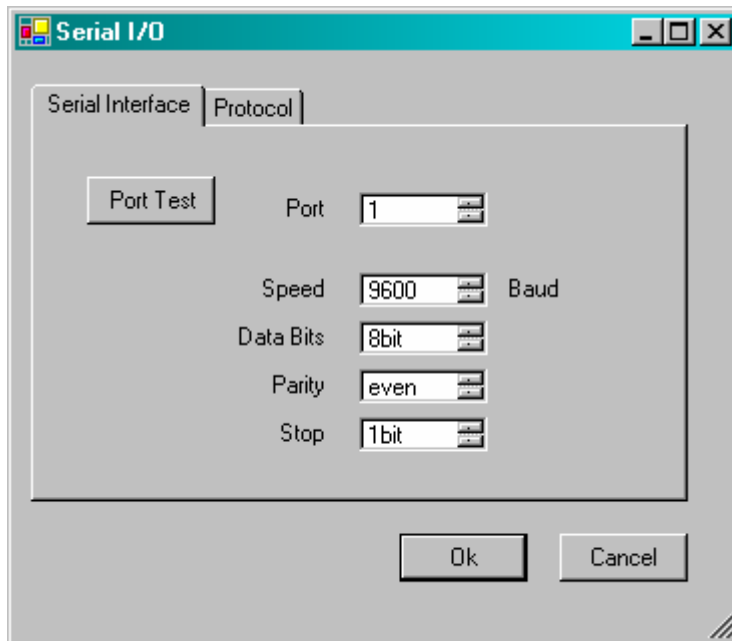 Serial I/O
Serial Interface Protocol
Port Test Port 1
Speed 9600 Baud
Data Bits 8bit
Parity even
Stop 1bit
Ok Cancel